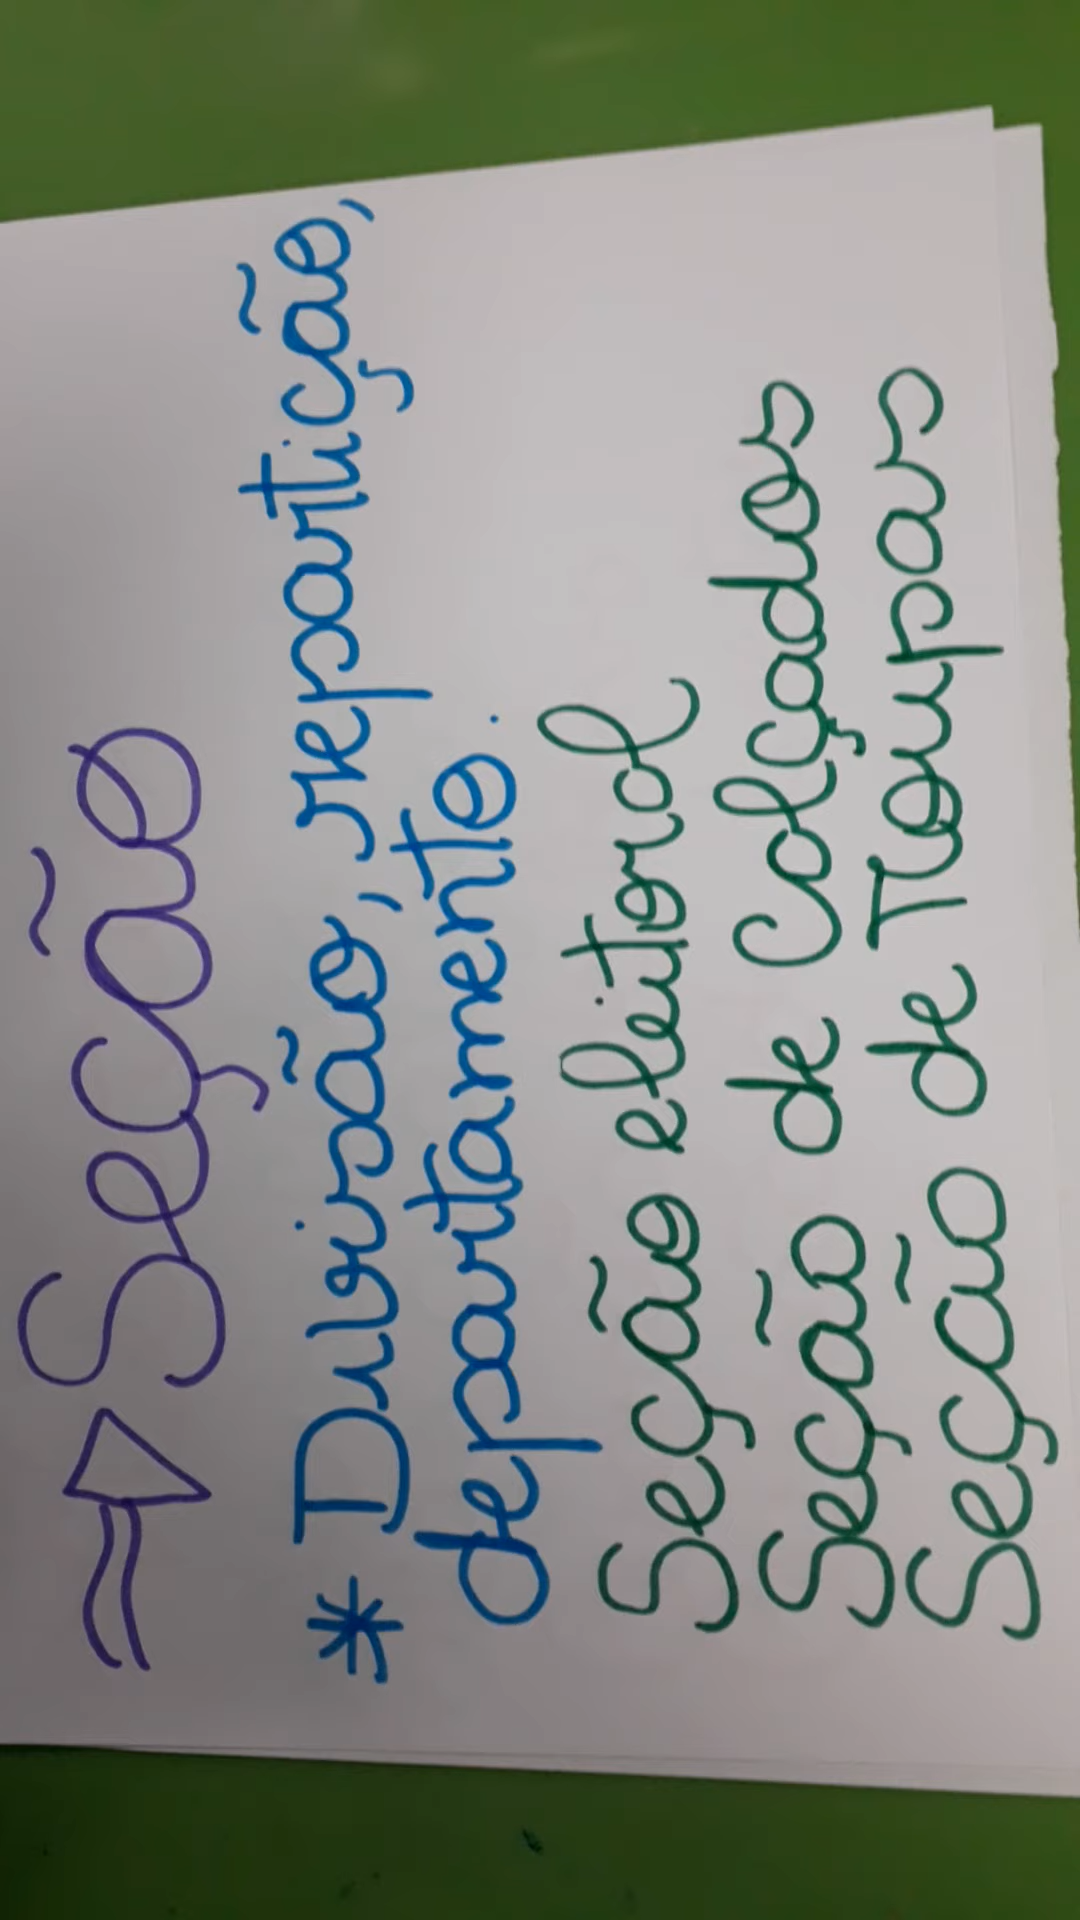 ⇒ Seção
* Divisão, repartição,
departamento.
Seção eleitoral
Seção de Calçados
Seção de Roupas